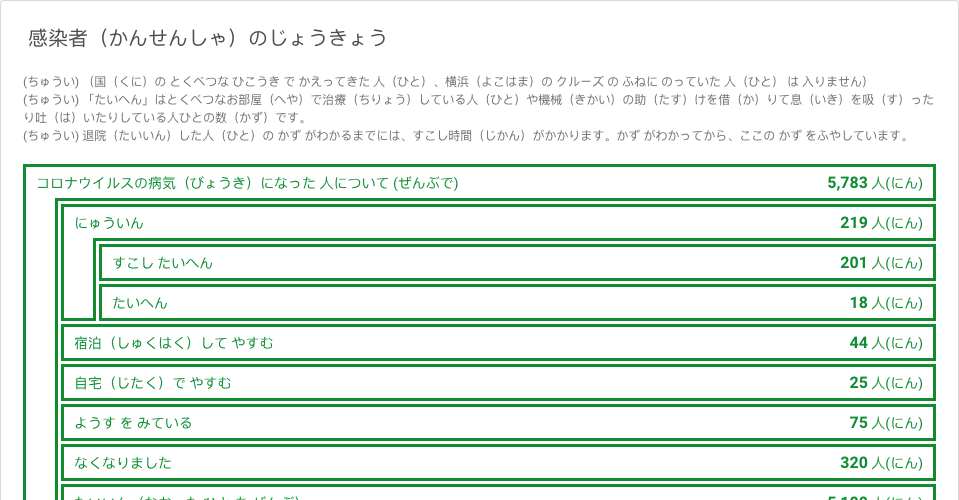 感染者（かんせんしゃ）のじょうきょう
(ちゅうい) （国（くに）の とくべつな ひこうき で かえってきた 人（ひと）、横浜（よこはま）の クルーズ の ふねに のっていた 人（ひと） は 入りません）
(ちゅうい) 「たいへん」はとくべつなお部屋（へや）で治療（ちりょう）している人（ひと）や機械（きかい）の助（たす）けを借（か）りて息（いき）を吸（す）った
り吐（は）いたりしている人ひとの数（かず）です。
(ちゅうい) 退院（たいいん）した人（ひと）の かず がわかるまでには、すこし時間（じかん）がかかります。かず がわかってから、ここの かず をふやしています。
コロナウイルスの病気（びょうき）になった 人について (ぜんぶで) 5,783 人(にん)
にゅういん 219 人(にん)
すこし たいへん 201 人(にん)
たいへん 18 人(にん)
宿泊（しゅくはく）して やすむ 44 人(にん)
自宅（じたく）で やすむ 25 人(にん)
ようす を みている 75 人(にん)
なくなりました 320 人(にん)